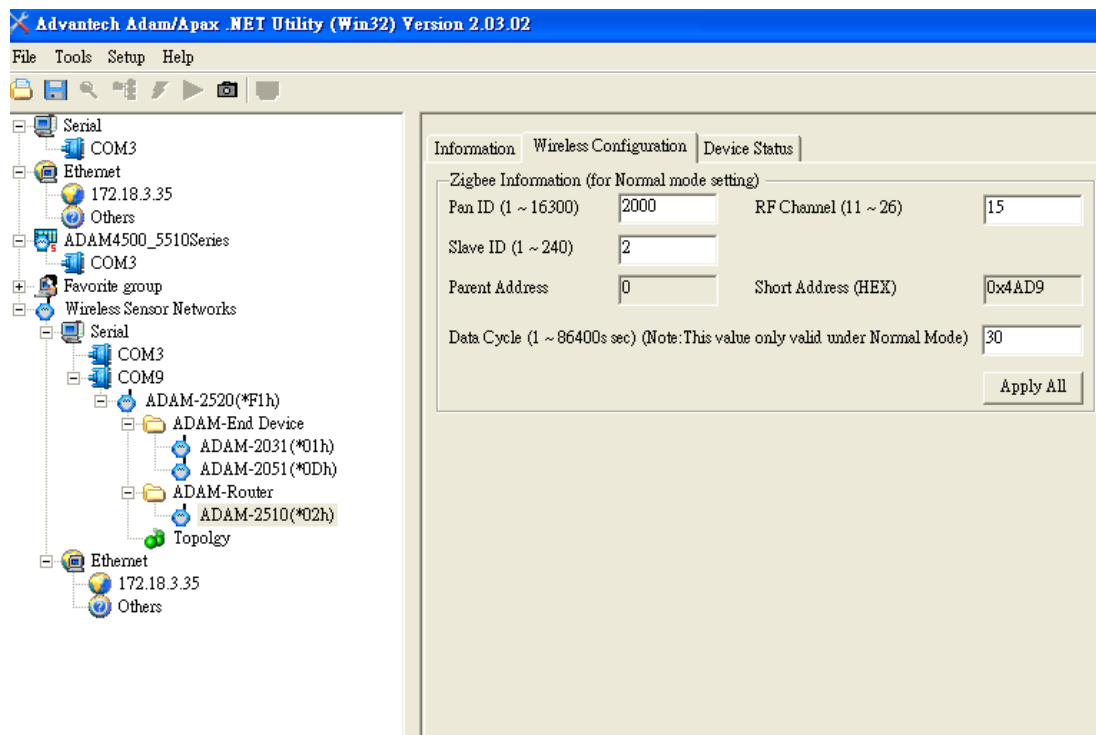 Advantech Adam/Apax .NET Utility (Win32) Version 2.03.02
File Tools Setup Help
Serial
COM3
Ethernet
172.18.3.35
Others
ADAM4500_5510Series
COM3
Favorite group
Wireless Sensor Networks
Serial
COM3
COM9
ADAM-2520(*F1h)
ADAM-End Device
ADAM-2031(*01h)
ADAM-2051(*0Dh)
ADAM-Router
ADAM-2510(*02h)
Topolgy
Ethernet
172.18.3.35
Others
Information Wireless Configuration Device Status
Zigbee Information (for Normal mode setting)
Pan ID (1 ~ 16300) 2000 RF Channel (11 ~ 26) 15
Slave ID (1 ~ 240) 2
Parent Address 0 Short Address (HEX) 0x4AD9
Data Cycle (1 ~ 86400s sec) (Note:This value only valid under Normal Mode) 30
Apply All